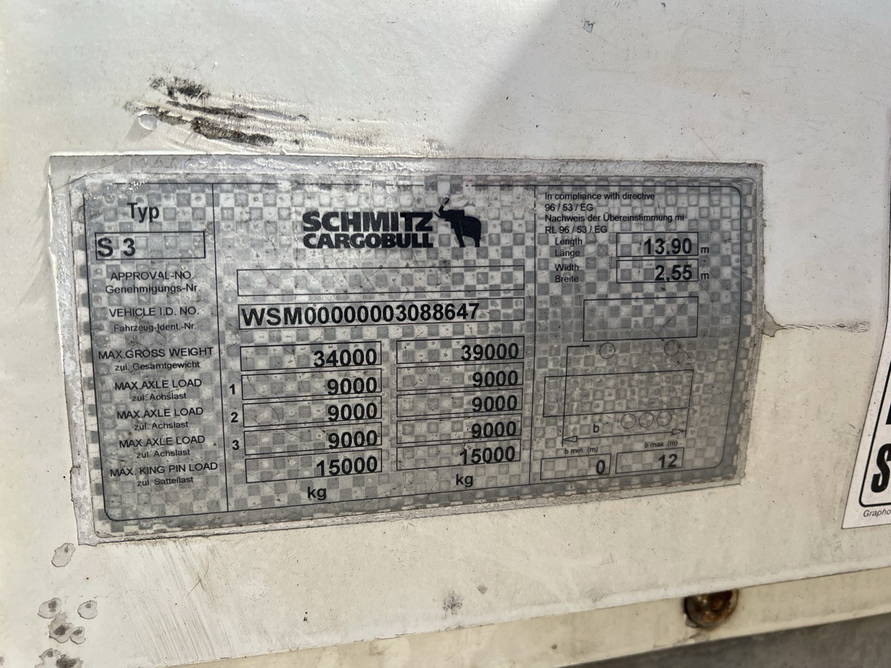 Typ
S 3
SCHMITZ
CARGOBULL
In compliance with directive
96 / 53 / EG
Nachweis der Übereinstimmung mi
RL 96 / 53 / EG
Length
Länge
13.90 m
Width
Breite
2,55 m
APPROVAL-NO.
Genehmigungs-Nr.
VEHICLE I.D. NO.
Fahrzeug-Ident.-Nr.
WSM00000003088647
MAX.GROSS WEIGHT
zul. Gesamtgewicht
34000 39000
MAX.AXLE LOAD
zul. Achslast
1 9000 9000
MAX.AXLE LOAD
zul. Achslast
2 9000 9000
MAX.AXLE LOAD
zul. Achslast
3 9000 9000
MAX. KING PIN LOAD
zul. Sattellast
15000 15000
kg kg
b
b min. (m) b max. (m)
0 12
S
Grapho